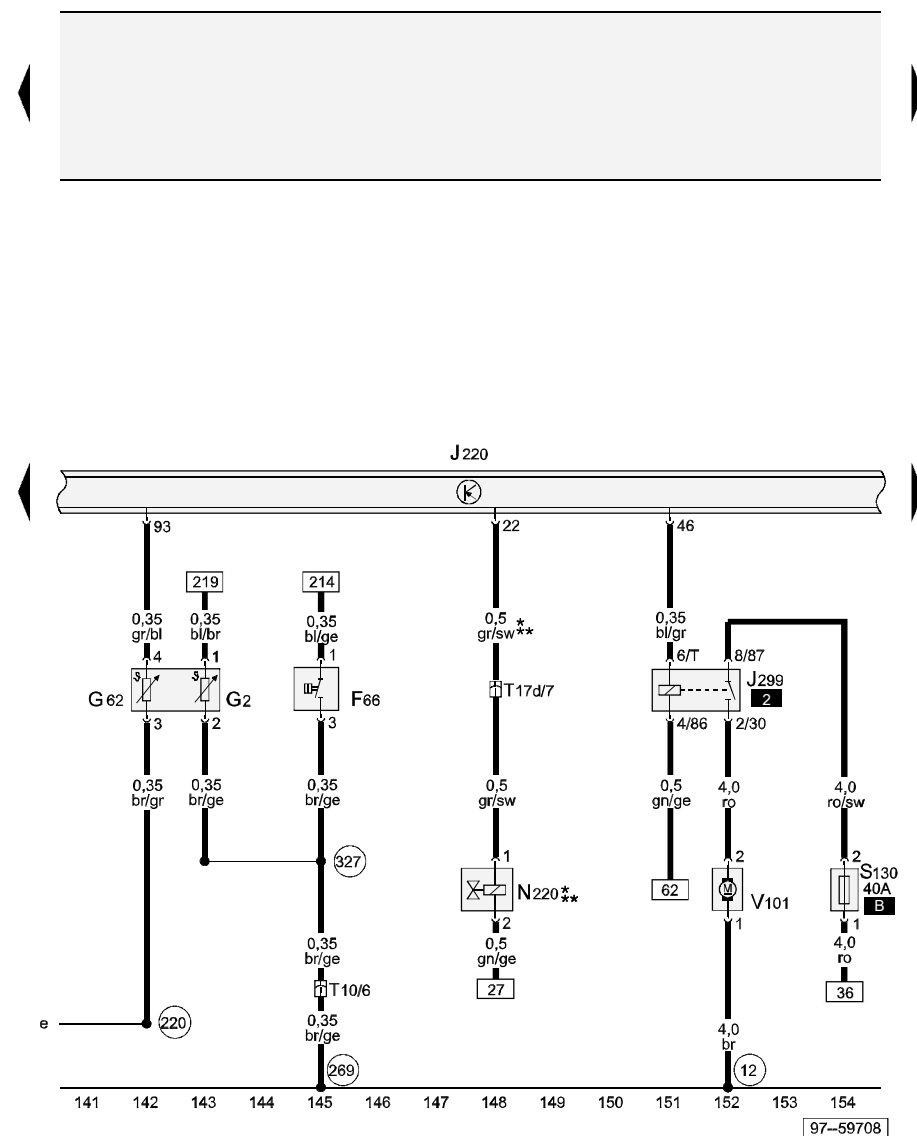 J220
93 22 46
219 214
0,35 0,35 0,35 0,5 * 0,35
gr/bl bl/br bl/ge gr/sw ** bl/gr
4 1 1 6/T 8/87
G62 G2 F66 T17d/7 J299
2
3 2 3 4/86 2/30
0,35 0,35 0,35 0,5 0,5 4,0 4,0
br/gr br/ge br/ge gr/sw gn/ge ro ro/sw
327 1 2 2
S130
62 40A
N220 * ** M V101 B
2 1 1
0,35 0,5 4,0
br/ge gn/ge ro
T10/6 27 36
e 220 0,35 4,0
br/ge br
269 12
141 142 143 144 145 146 147 148 149 150 151 152 153 154
97--59708